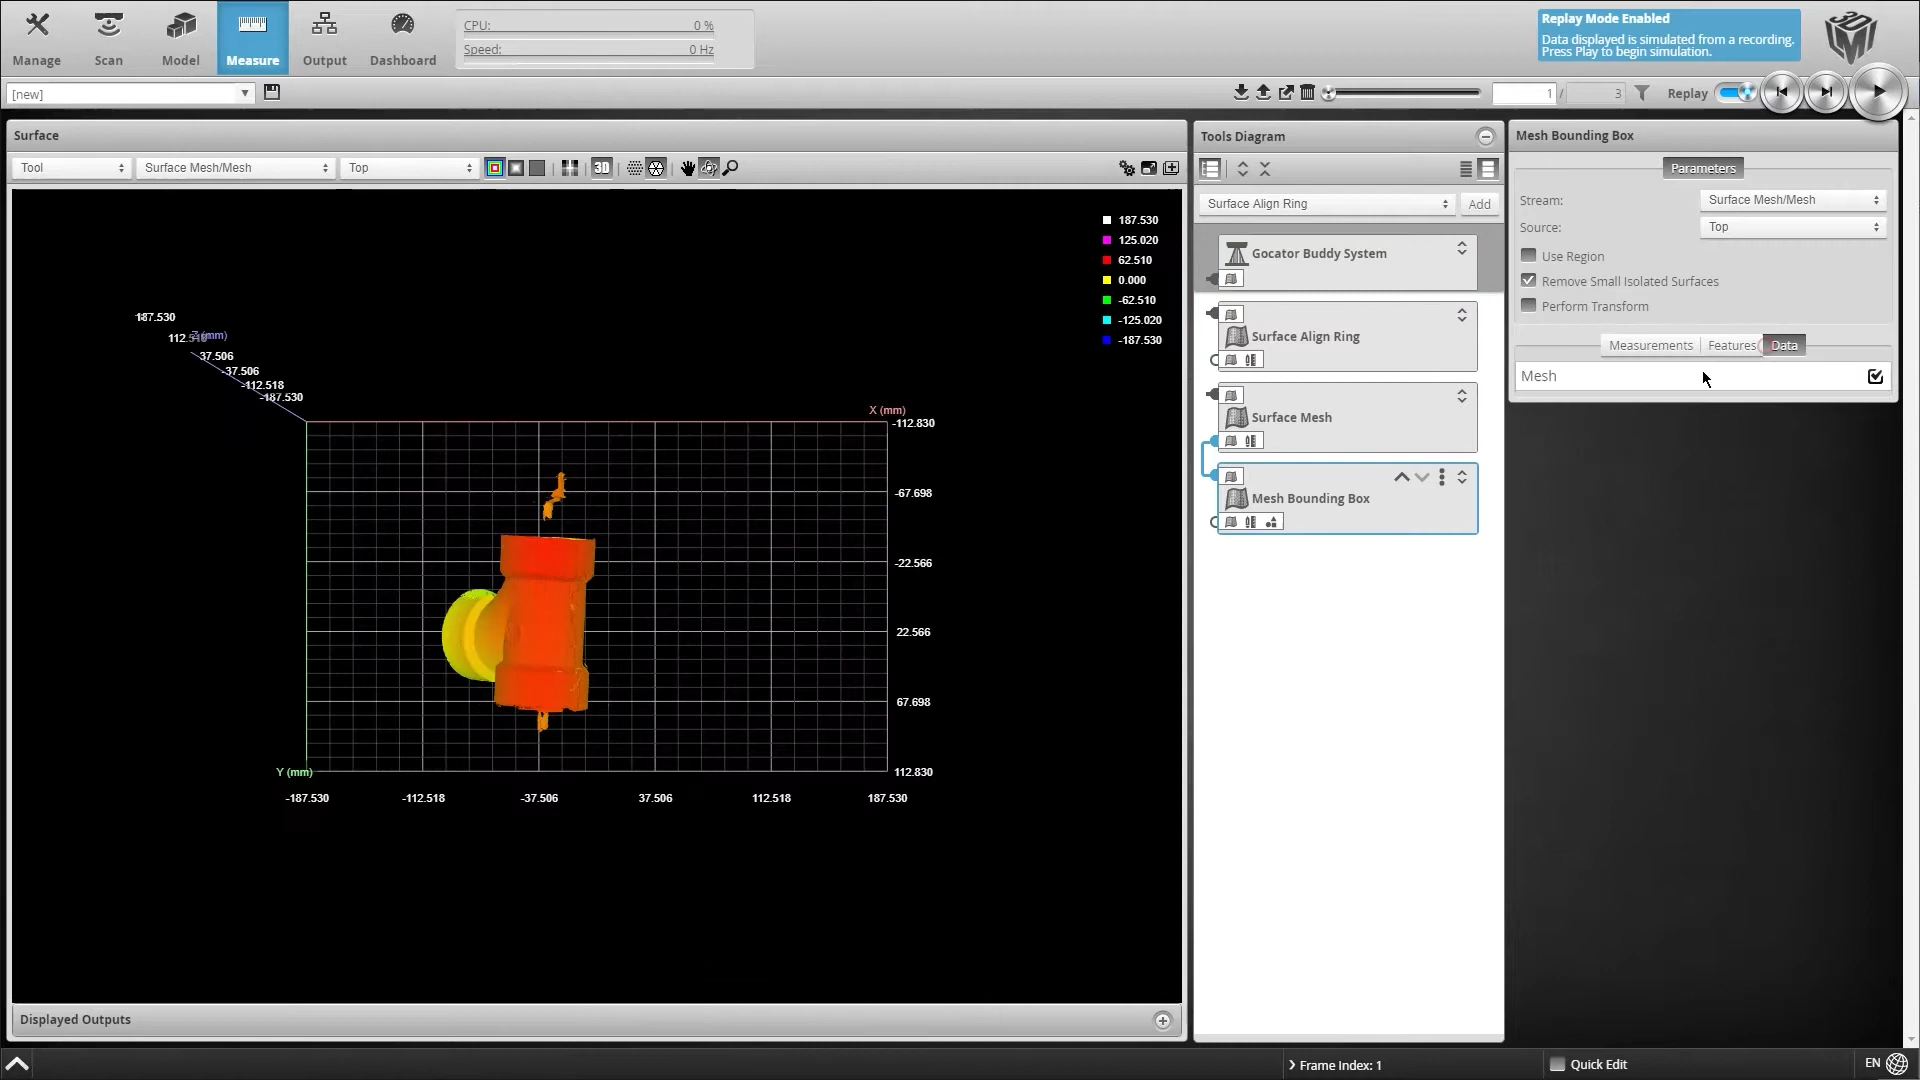 Manage
Scan
Model
Measure
Output
Dashboard
CPU: 0 %
Speed: 0 Hz
Replay Mode Enabled
Data displayed is simulated from a recording.
Press Play to begin simulation.
[new]
1 / 3
Replay
Surface
Tool
Surface Mesh/Mesh
Top
3D
187.530
125.020
62.510
0.000
-62.510
-125.020
-187.530
187.530
Z (mm)
37.506
-37.506
-112.518
-187.530
X (mm)
-112.830
-67.698
-22.566
22.566
67.698
112.830
Y (mm)
-187.530
-112.518
-37.506
37.506
112.518
187.530
Displayed Outputs
Tools Diagram
Surface Align Ring
Add
Gocator Buddy System
Surface Align Ring
Surface Mesh
Mesh Bounding Box
Mesh Bounding Box
Parameters
Stream: Surface Mesh/Mesh
Source: Top
Use Region
Remove Small Isolated Surfaces
Perform Transform
Measurements
Features
Data
Mesh
Frame Index: 1
Quick Edit
EN